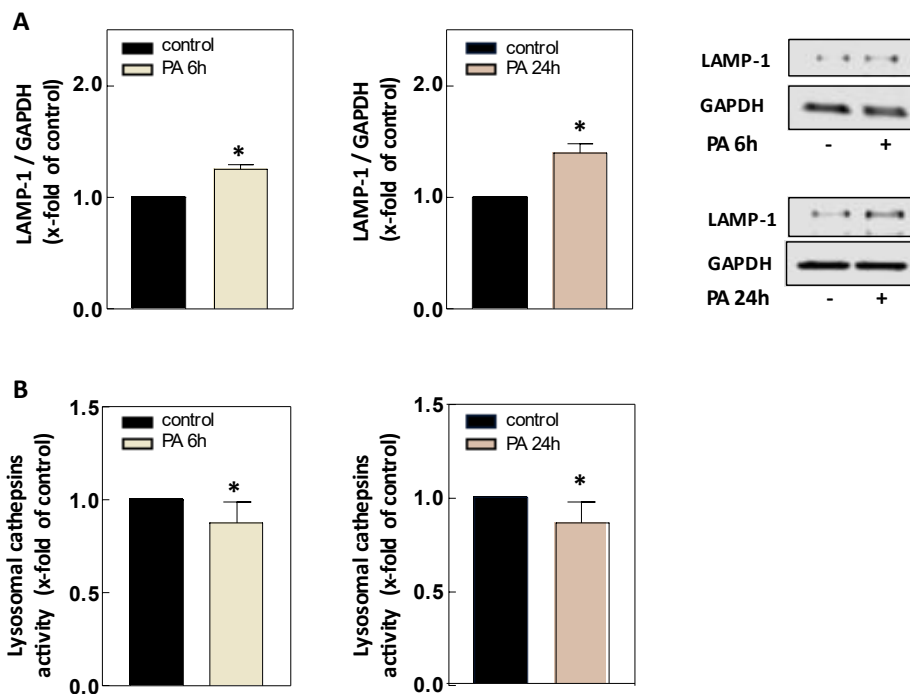 A
LAMP-1 / GAPDH
(x-fold of control)
2.0
1.0
0.0
control
PA 6h
*
LAMP-1 / GAPDH
(x-fold of control)
2.0
1.0
0.0
control
PA 24h
*
LAMP-1
GAPDH
PA 6h - +
LAMP-1
GAPDH
PA 24h - +
B
Lysosomal cathepsins
activity (x-fold of control)
1.5
1.0
0.5
0.0
control
PA 6h
*
Lysosomal cathepsins
activity (x-fold of control)
1.5
1.0
0.5
0.0
control
PA 24h
*